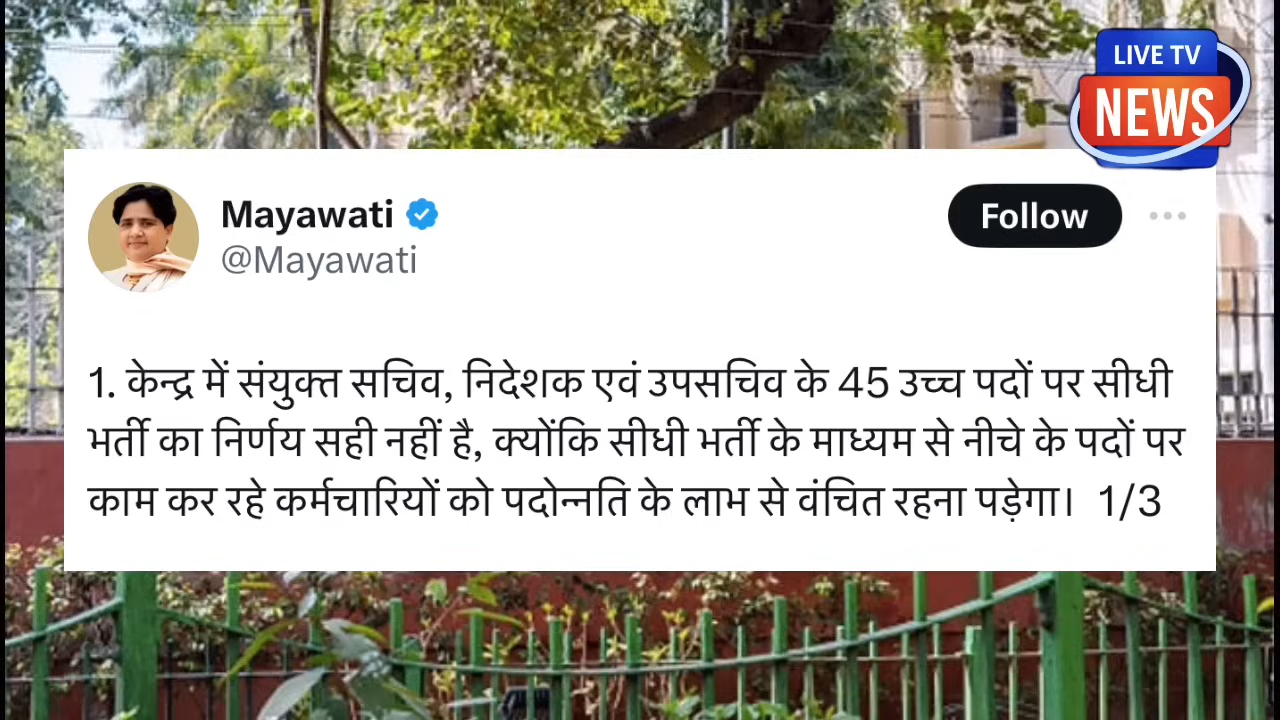 LIVE TV
NEWS
Mayawati
@Mayawati
Follow
1. केन्द्र में संयुक्त सचिव, निदेशक एवं उपसचिव के 45 उच्च पदों पर सीधी
भर्ती का निर्णय सही नहीं है, क्योंकि सीधी भर्ती के माध्यम से नीचे के पदों पर
काम कर रहे कर्मचारियों को पदोन्नति के लाभ से वंचित रहना पड़ेगा। 1/3